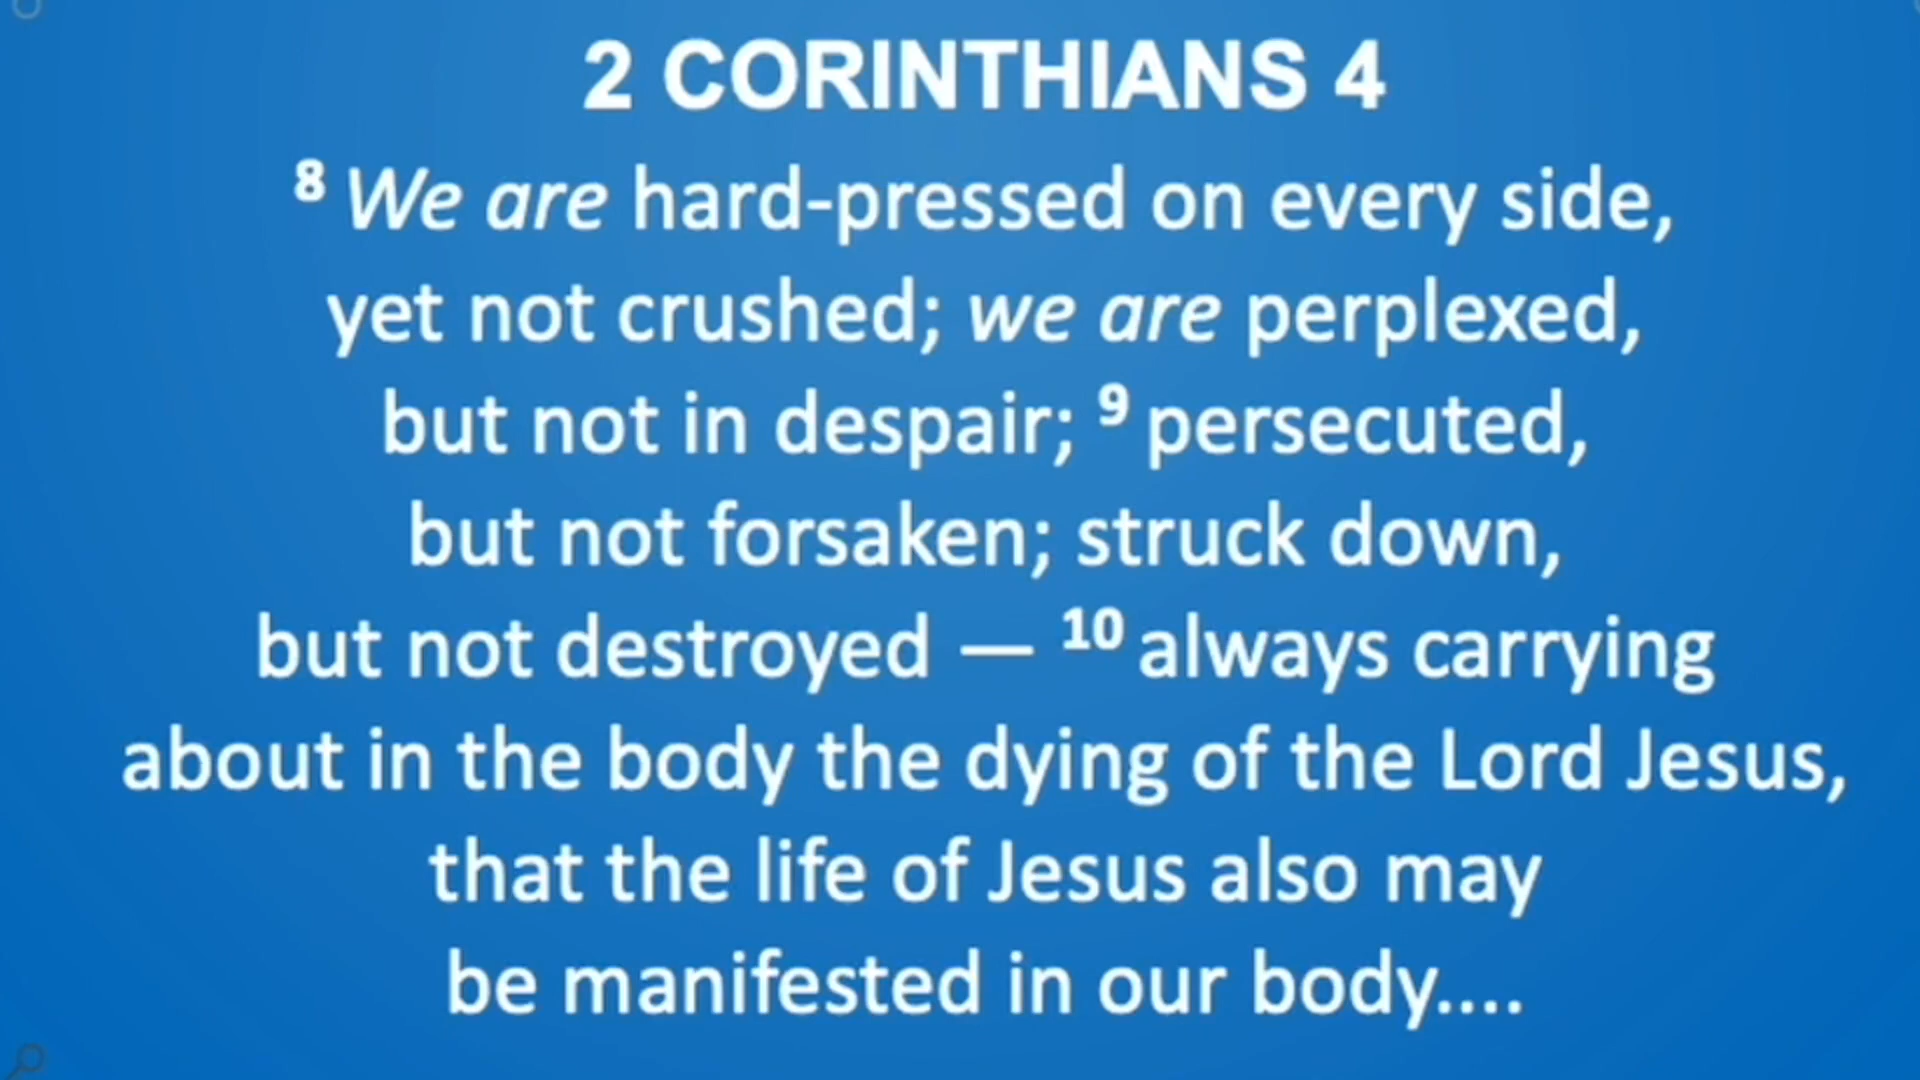 2 CORINTHIANS 4
8 We are hard-pressed on every side,
yet not crushed; we are perplexed,
but not in despair; 9 persecuted,
but not forsaken; struck down,
but not destroyed — 10 always carrying
about in the body the dying of the Lord Jesus,
that the life of Jesus also may
be manifested in our body....